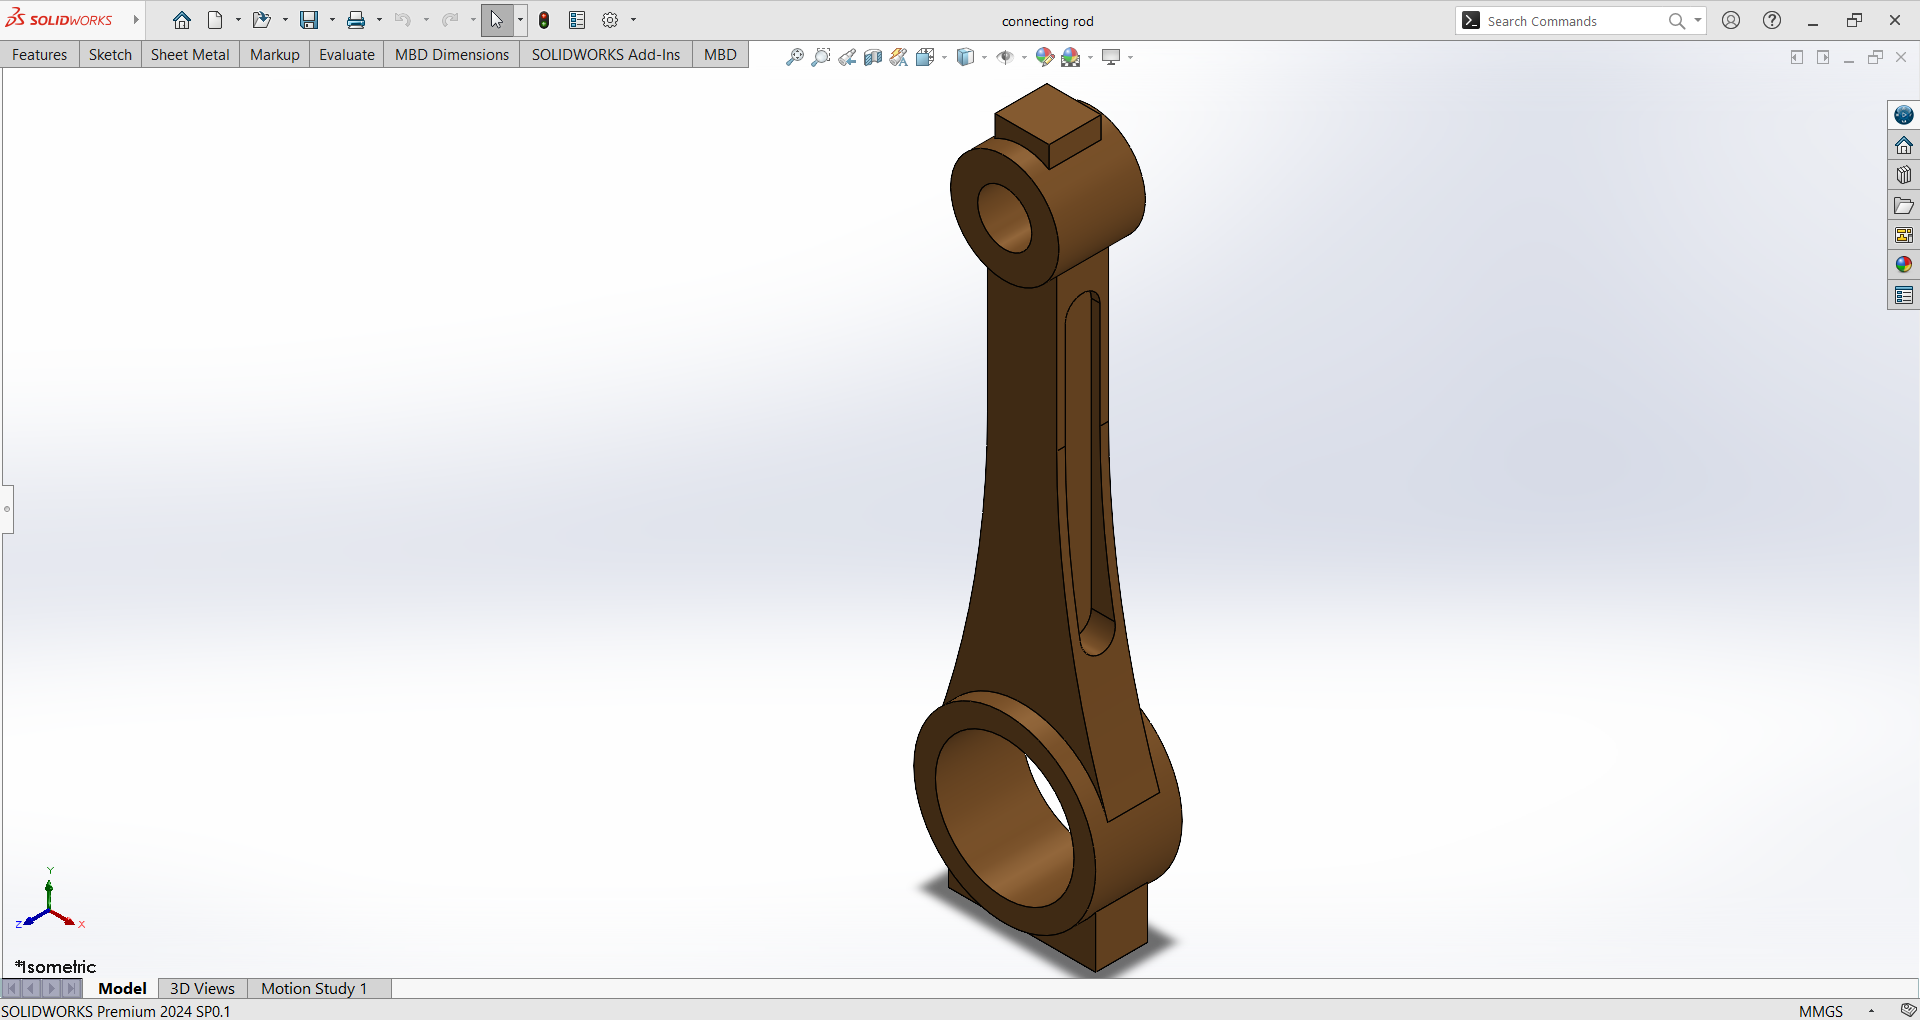 SOLIDWORKS
connecting rod
Search Commands
Features
Sketch
Sheet Metal
Markup
Evaluate
MBD Dimensions
SOLIDWORKS Add-Ins
MBD
Y
Z
X
*Isometric
Model
3D Views
Motion Study 1
SOLIDWORKS Premium 2024 SP0.1
MMGS